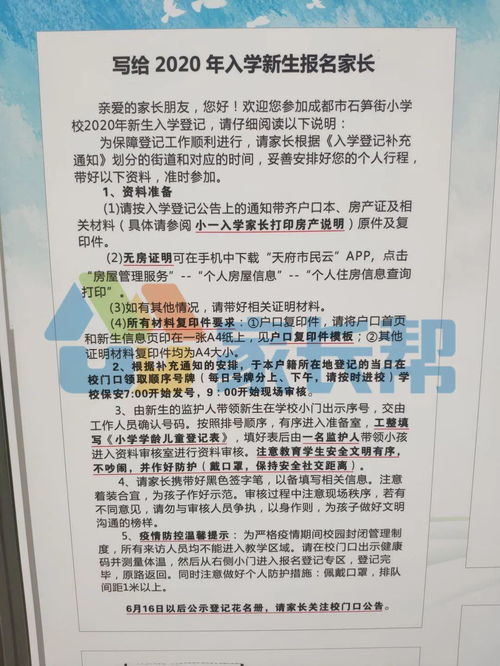 写给 2020 年入学新生报名家长
亲爱的家长朋友，您好！欢迎您参加成都市石笋街小学
校2020年新生入学登记，请仔细阅读以下说明：
为保障登记工作顺利进行，请家长根据《入学登记补充
通知》划分的街道和对应的时间，妥善安排好您的个人行程，
带好以下资料，准时参加。
1、资料准备
(1)请按入学登记公告上的通知带齐户口本、房产证及相
关材料（具体请参阅 小一入学家长打印房产说明）原件及复
印件。
(2)无房证明可在手机中下载“天府市民云”APP，点击
“房屋管理服务”--“个人房屋信息”--“个人住房信息查询
打印”。
(3)如有其他情况，请带好相关证明材料。
(4)所有材料复印件要求：①户口复印件，请将户口首页
和新生信息页印在一张A4纸上，见户口复印件模板；②其他
证明材料复印件均为A4大小。
2、根据补充通知的安排，于本户籍所在地登记的当日在
校门口领取顺序号牌（每日号牌分上、下午，请按时进校）学
校保安7:00开始发号，9：00开始现场审核。
3、由新生的监护人带领新生在学校小门出示序号，交由
工作人员确认号码。按照排号顺序，有序进入准备室，工整填
写《小学学龄儿童登记表》，填好表后由一名监护人带领小孩
进入资料审核室进行资料审核。注意教育学生安全文明有序，
不吵闹，并作好防护（戴口罩，保持安全社交距离）。
4、请家长携带好黑色签字笔，以备填写相关信息。注意
着装合宜，为孩子作好示范。审核过程中注意现场秩序，若有
不同意见，请勿与审核人员争执，以身作则，为孩子做好文明
沟通的榜样。
5、疫情防控温馨提示：为严格疫情期间校园封闭管理制
度，所有来访人员均不能进入教学区域。请在校门口出示健康
码并测量体温，然后从右侧小门进入报名登记专区，登记完
毕，原路返回。同时注意做好个人防护措施：佩戴口罩，排队
间距1米以上。
6月16日以后公示登记花名册，请家长关注校门口公告。
家长帮